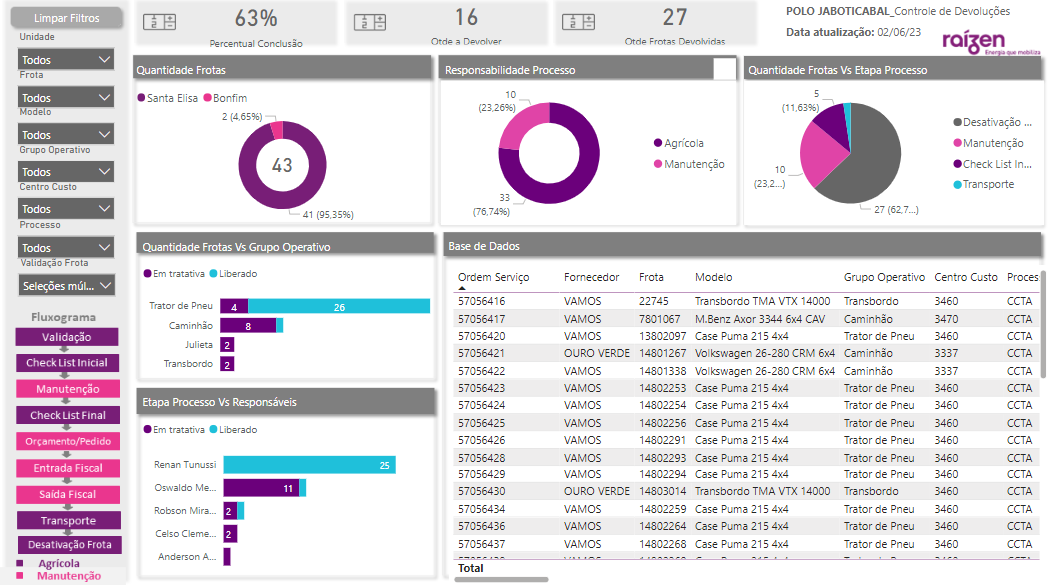 Limpar Filtros
Unidade
Todos
Frota
Todos
Modelo
Todos
Grupo Operativo
Todos
Centro Custo
Todos
Processo
Todos
Validação Frota
Seleções múl...
Fluxograma
Validação
Check List Inicial
Manutenção
Check List Final
Orçamento/Pedido
Entrada Fiscal
Saída Fiscal
Transporte
Desativação Frota
Agrícola
Manutenção
63%
Percentual Conclusão
16
Qtde a Devolver
27
Qtde Frotas Devolvidas
POLO JABOTICABAL_Controle de Devoluções
Data atualização: 02/06/23
raízen
Energia que mobiliza
Quantidade Frotas
Santa Elisa Bonfim
2 (4,65%)
43
41 (95,35%)
Responsabilidade Processo
10
(23,26%)
33
(76,74%)
Agrícola
Manutenção
Quantidade Frotas Vs Etapa Processo
5
(11,63%)
10
(23,2...)
27 (62,7...)
Desativação ...
Manutenção
Check List In...
Transporte
Quantidade Frotas Vs Grupo Operativo
Em tratativa Liberado
Trator de Pneu 4 26
Caminhão 8
Julieta 2
Transbordo 2
Etapa Processo Vs Responsáveis
Em tratativa Liberado
Renan Tunussi 25
Oswaldo Me... 11
Robson Mira... 2
Celso Cleme... 2
Anderson A...
Base de Dados
Ordem Serviço Fornecedor Frota Modelo Grupo Operativo Centro Custo Proces
57056416 VAMOS 22745 Transbordo TMA VTX 14000 Transbordo 3460 CCTA
57056417 VAMOS 7801067 M.Benz Axor 3344 6x4 CAV Caminhão 3470 CCTA
57056420 VAMOS 13802097 Case Puma 215 4x4 Trator de Pneu 3460 CCTA
57056421 OURO VERDE 14801267 Volkswagen 26-280 CRM 6x4 Caminhão 3337 CCTA
57056422 VAMOS 14801338 Volkswagen 26-280 CRM 6x4 Caminhão 3337 CCTA
57056423 VAMOS 14802253 Case Puma 215 4x4 Trator de Pneu 3460 CCTA
57056424 VAMOS 14802254 Case Puma 215 4x4 Trator de Pneu 3460 CCTA
57056425 VAMOS 14802256 Case Puma 215 4x4 Trator de Pneu 3460 CCTA
57056426 VAMOS 14802291 Case Puma 215 4x4 Trator de Pneu 3460 CCTA
57056428 VAMOS 14802293 Case Puma 215 4x4 Trator de Pneu 3460 CCTA
57056429 VAMOS 14802294 Case Puma 215 4x4 Trator de Pneu 3460 CCTA
57056430 OURO VERDE 14803014 Transbordo TMA VTX 14000 Transbordo 3460 CCTA
57056434 VAMOS 14802259 Case Puma 215 4x4 Trator de Pneu 3460 CCTA
57056436 VAMOS 14802264 Case Puma 215 4x4 Trator de Pneu 3460 CCTA
57056437 VAMOS 14802268 Case Puma 215 4x4 Trator de Pneu 3460 CCTA
Total